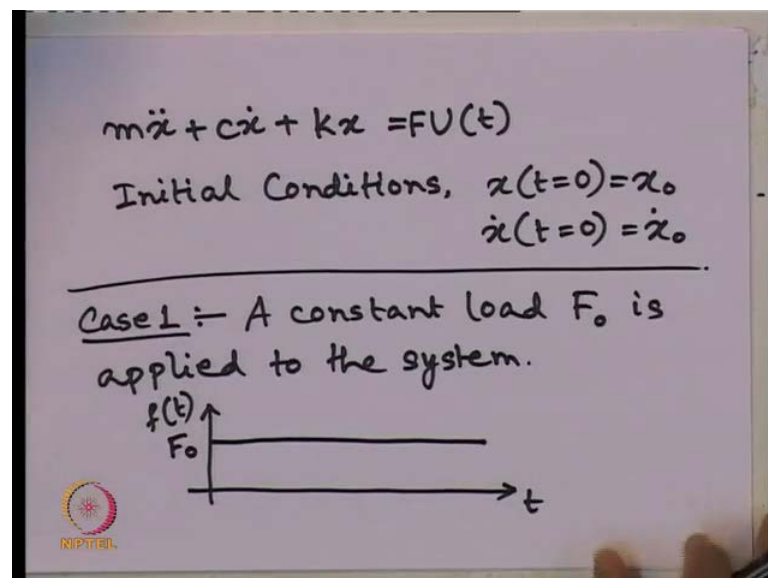 mẍ + cẋ + kx = FU(t)
Initial Conditions, x(t=0)=x₀
ẋ(t=0)=ẋ₀
Case 1:- A constant load F₀ is
applied to the system.
f(t)
F₀
t
NPTEL